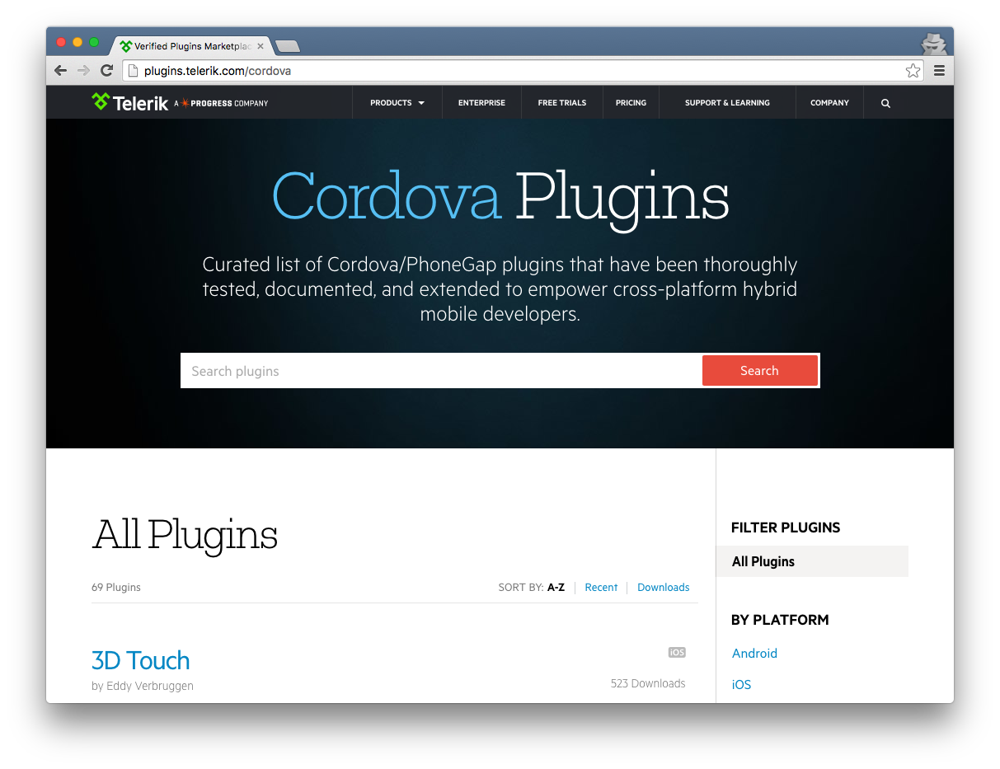 Verified Plugins Marketplac
plugins.telerik.com/cordova
Telerik A PROGRESS COMPANY
PRODUCTS
ENTERPRISE
FREE TRIALS
PRICING
SUPPORT & LEARNING
COMPANY
Cordova Plugins
Curated list of Cordova/PhoneGap plugins that have been thoroughly
tested, documented, and extended to empower cross-platform hybrid
mobile developers.
Search plugins
Search
All Plugins
69 Plugins
SORT BY: A-Z
Recent
Downloads
3D Touch
iOS
by Eddy Verbruggen
523 Downloads
FILTER PLUGINS
All Plugins
BY PLATFORM
Android
iOS